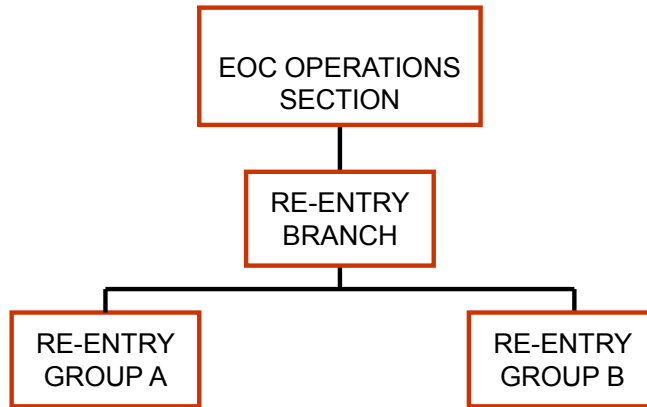 EOC OPERATIONS
SECTION
RE-ENTRY
BRANCH
RE-ENTRY
GROUP A
RE-ENTRY
GROUP B